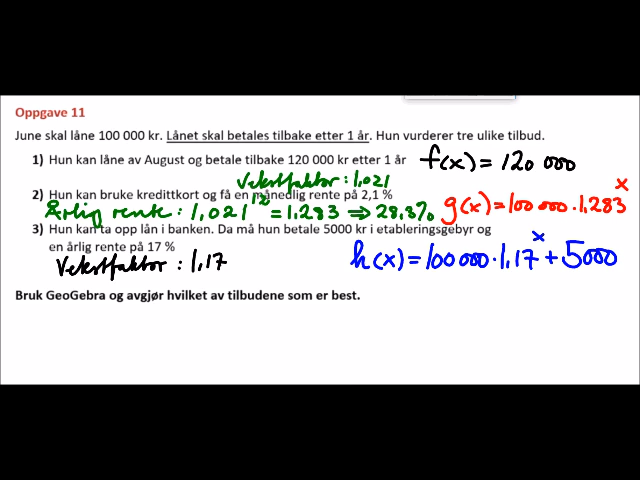 Oppgave 11
June skal låne 100 000 kr. Lånet skal betales tilbake etter 1 år. Hun vurderer tre ulike tilbud.
1) Hun kan låne av August og betale tilbake 120 000 kr etter 1 år f(x) = 120 000
Vekstfaktor : 1,021
2) Hun kan bruke kredittkort og få en månedlig rente på 2,1 %
Årlig rente : 1,021^12 = 1,283 ⇒ 28,3% g(x) = 100 000 · 1,283^x
3) Hun kan ta opp lån i banken. Da må hun betale 5000 kr i etableringsgebyr og
en årlig rente på 17 % h(x) = 100 000 · 1,17^x + 5000
Vekstfaktor : 1,17
Bruk GeoGebra og avgjør hvilket av tilbudene som er best.